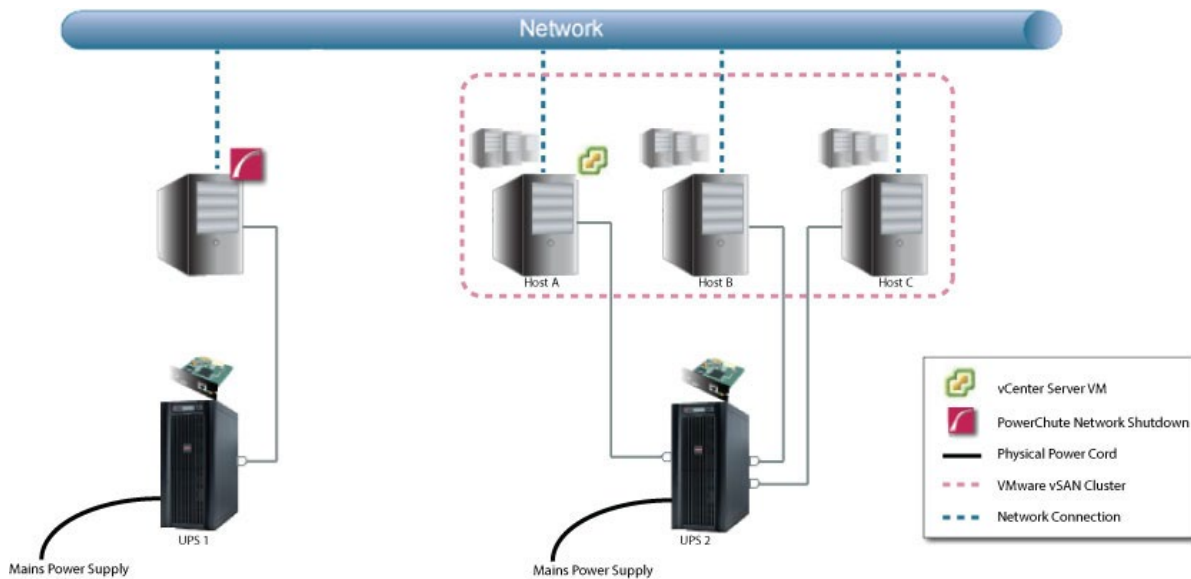 Network
Host A
Host B
Host C
UPS 1
UPS 2
Mains Power Supply
Mains Power Supply
vCenter Server VM
PowerChute Network Shutdown
Physical Power Cord
VMware vSAN Cluster
Network Connection